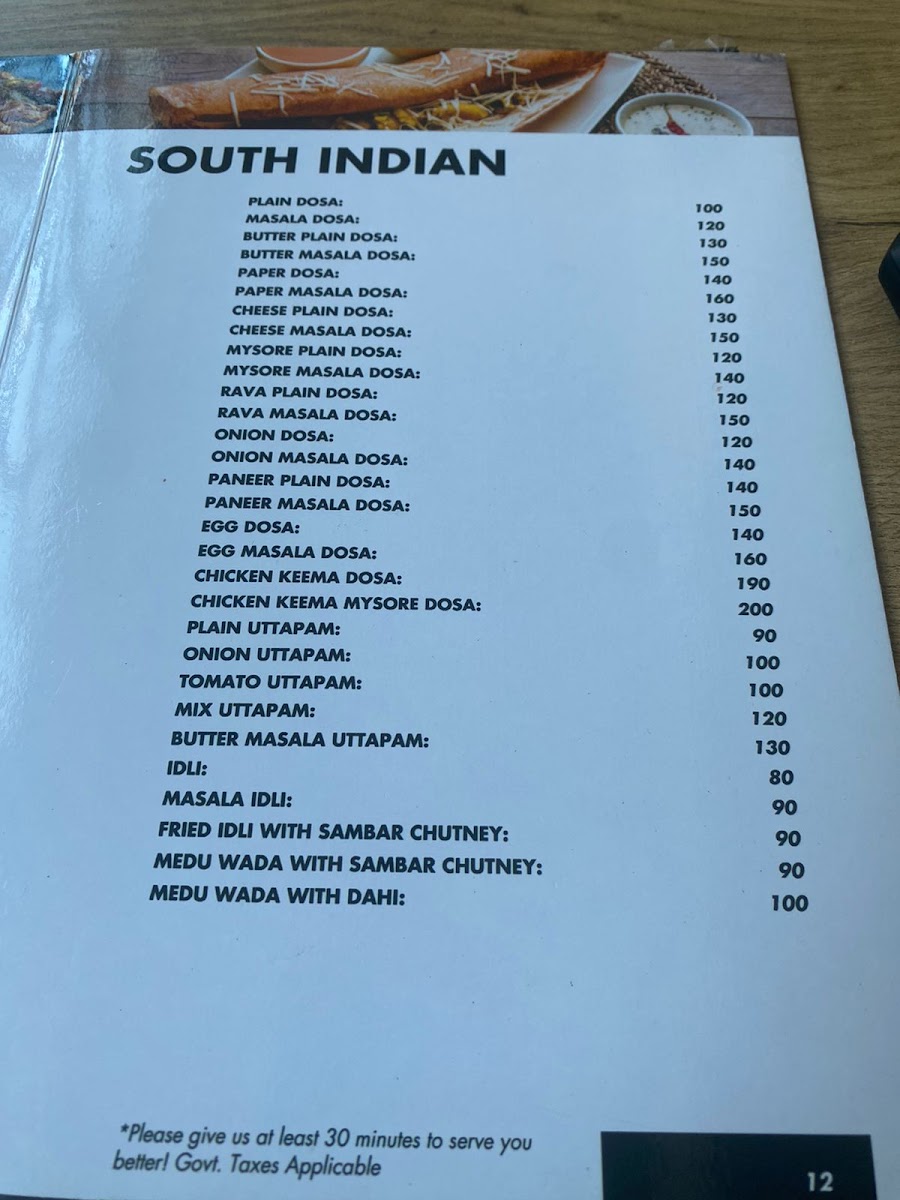 SOUTH INDIAN
PLAIN DOSA: 100
MASALA DOSA: 120
BUTTER PLAIN DOSA: 130
BUTTER MASALA DOSA: 150
PAPER DOSA: 140
PAPER MASALA DOSA: 160
CHEESE PLAIN DOSA: 130
CHEESE MASALA DOSA: 150
MYSORE PLAIN DOSA: 120
MYSORE MASALA DOSA: 140
RAVA PLAIN DOSA: 120
RAVA MASALA DOSA: 150
ONION DOSA: 120
ONION MASALA DOSA: 140
PANEER PLAIN DOSA: 140
PANEER MASALA DOSA: 150
EGG DOSA: 140
EGG MASALA DOSA: 160
CHICKEN KEEMA DOSA: 190
CHICKEN KEEMA MYSORE DOSA: 200
PLAIN UTTAPAM: 90
ONION UTTAPAM: 100
TOMATO UTTAPAM: 100
MIX UTTAPAM: 120
BUTTER MASALA UTTAPAM: 130
IDLI: 80
MASALA IDLI: 90
FRIED IDLI WITH SAMBAR CHUTNEY: 90
MEDU WADA WITH SAMBAR CHUTNEY: 90
MEDU WADA WITH DAHI: 100
*Please give us at least 30 minutes to serve you
better! Govt. Taxes Applicable
12